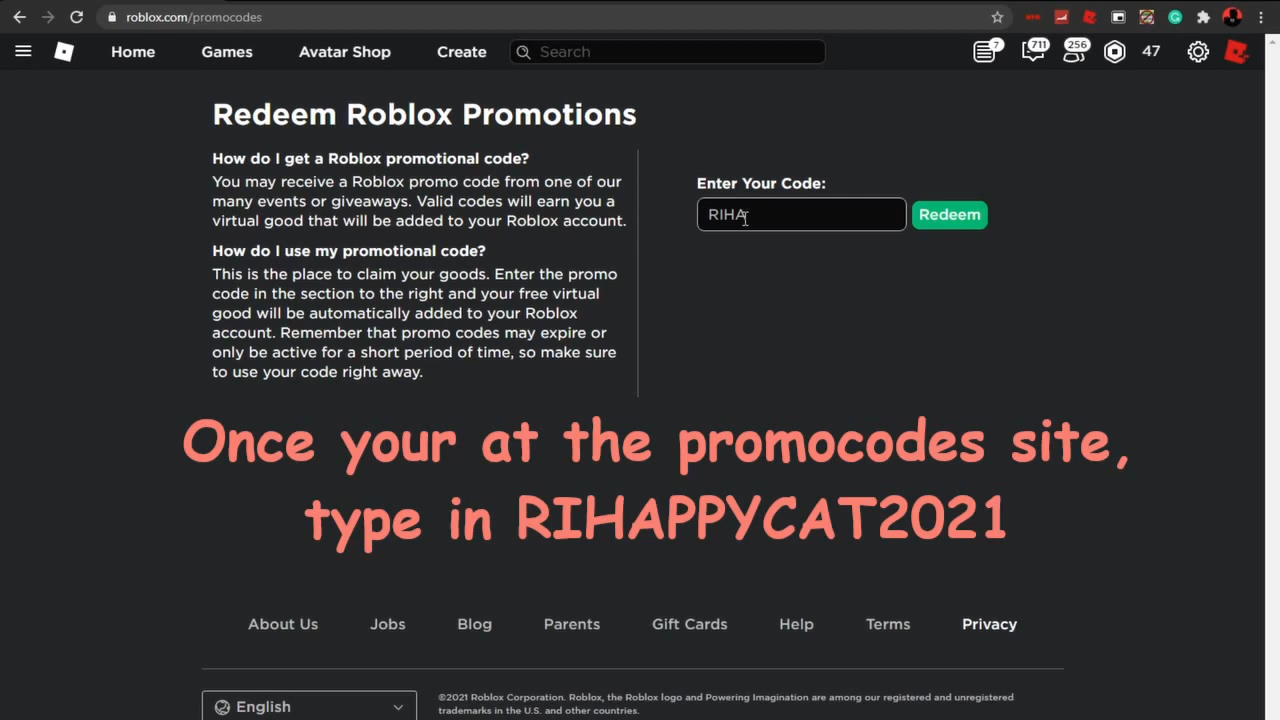 roblox.com/promocodes
Home Games Avatar Shop Create Search 7 711 256 47
Redeem Roblox Promotions
How do I get a Roblox promotional code?
You may receive a Roblox promo code from one of our
many events or giveaways. Valid codes will earn you a
virtual good that will be added to your Roblox account.
How do I use my promotional code?
This is the place to claim your goods. Enter the promo
code in the section to the right and your free virtual
good will be automatically added to your Roblox
account. Remember that promo codes may expire or
only be active for a short period of time, so make sure
to use your code right away.
Enter Your Code:
RIHA Redeem
Once your at the promocodes site,
type in RIHAPPYCAT2021
About Us Jobs Blog Parents Gift Cards Help Terms Privacy
English
©2021 Roblox Corporation. Roblox, the Roblox logo and Powering Imagination are among our registered and unregistered
trademarks in the U.S. and other countries.